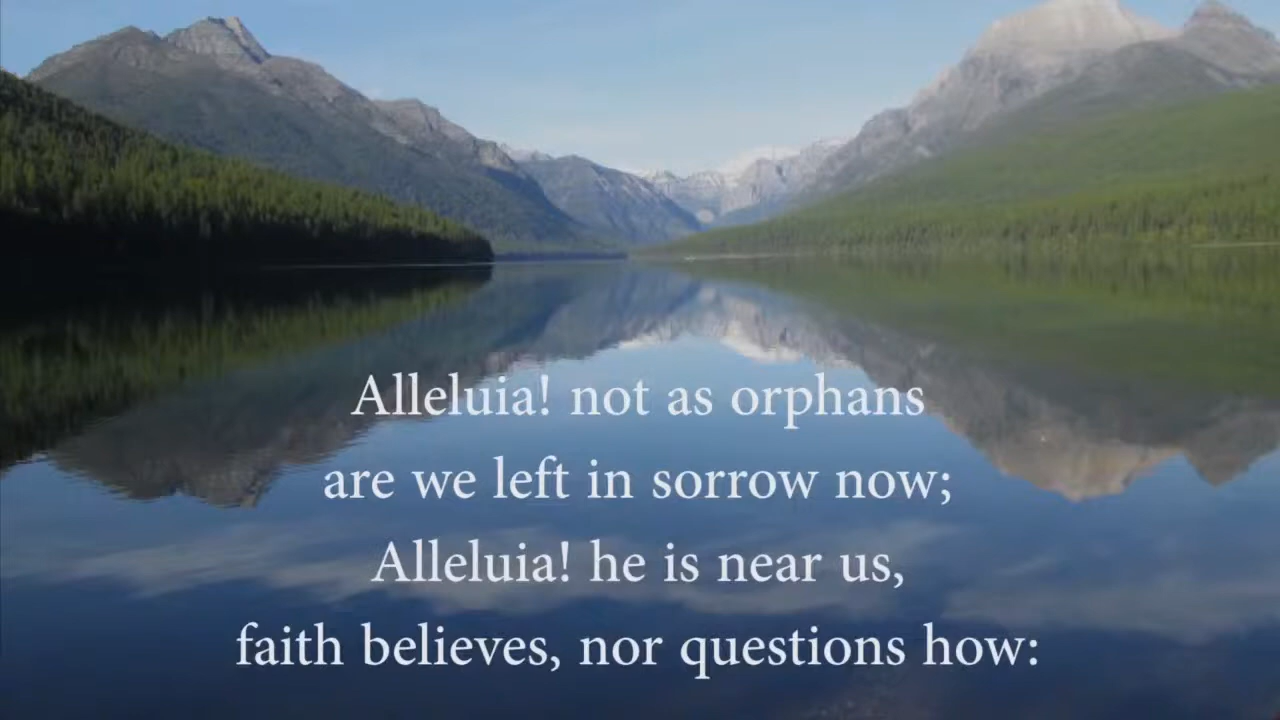 Alleluia! not as orphans
are we left in sorrow now;
Alleluia! he is near us,
faith believes, nor questions how: